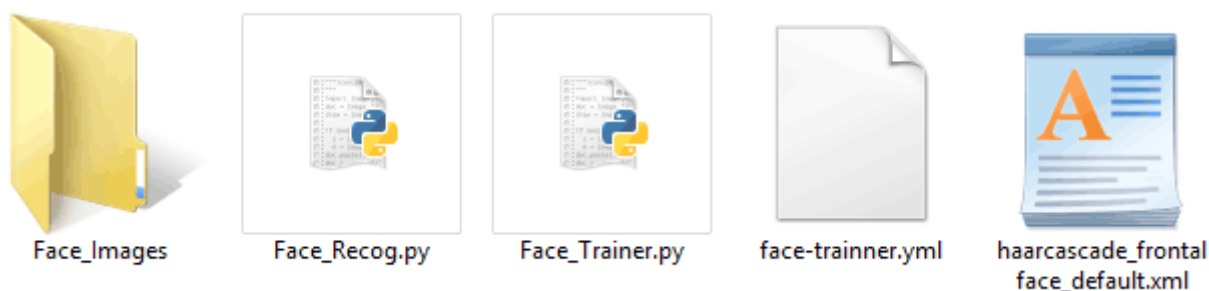 Face_Images
Face_Recog.py
Face_Trainer.py
face-trainner.yml
haarcascade_frontal
face_default.xml